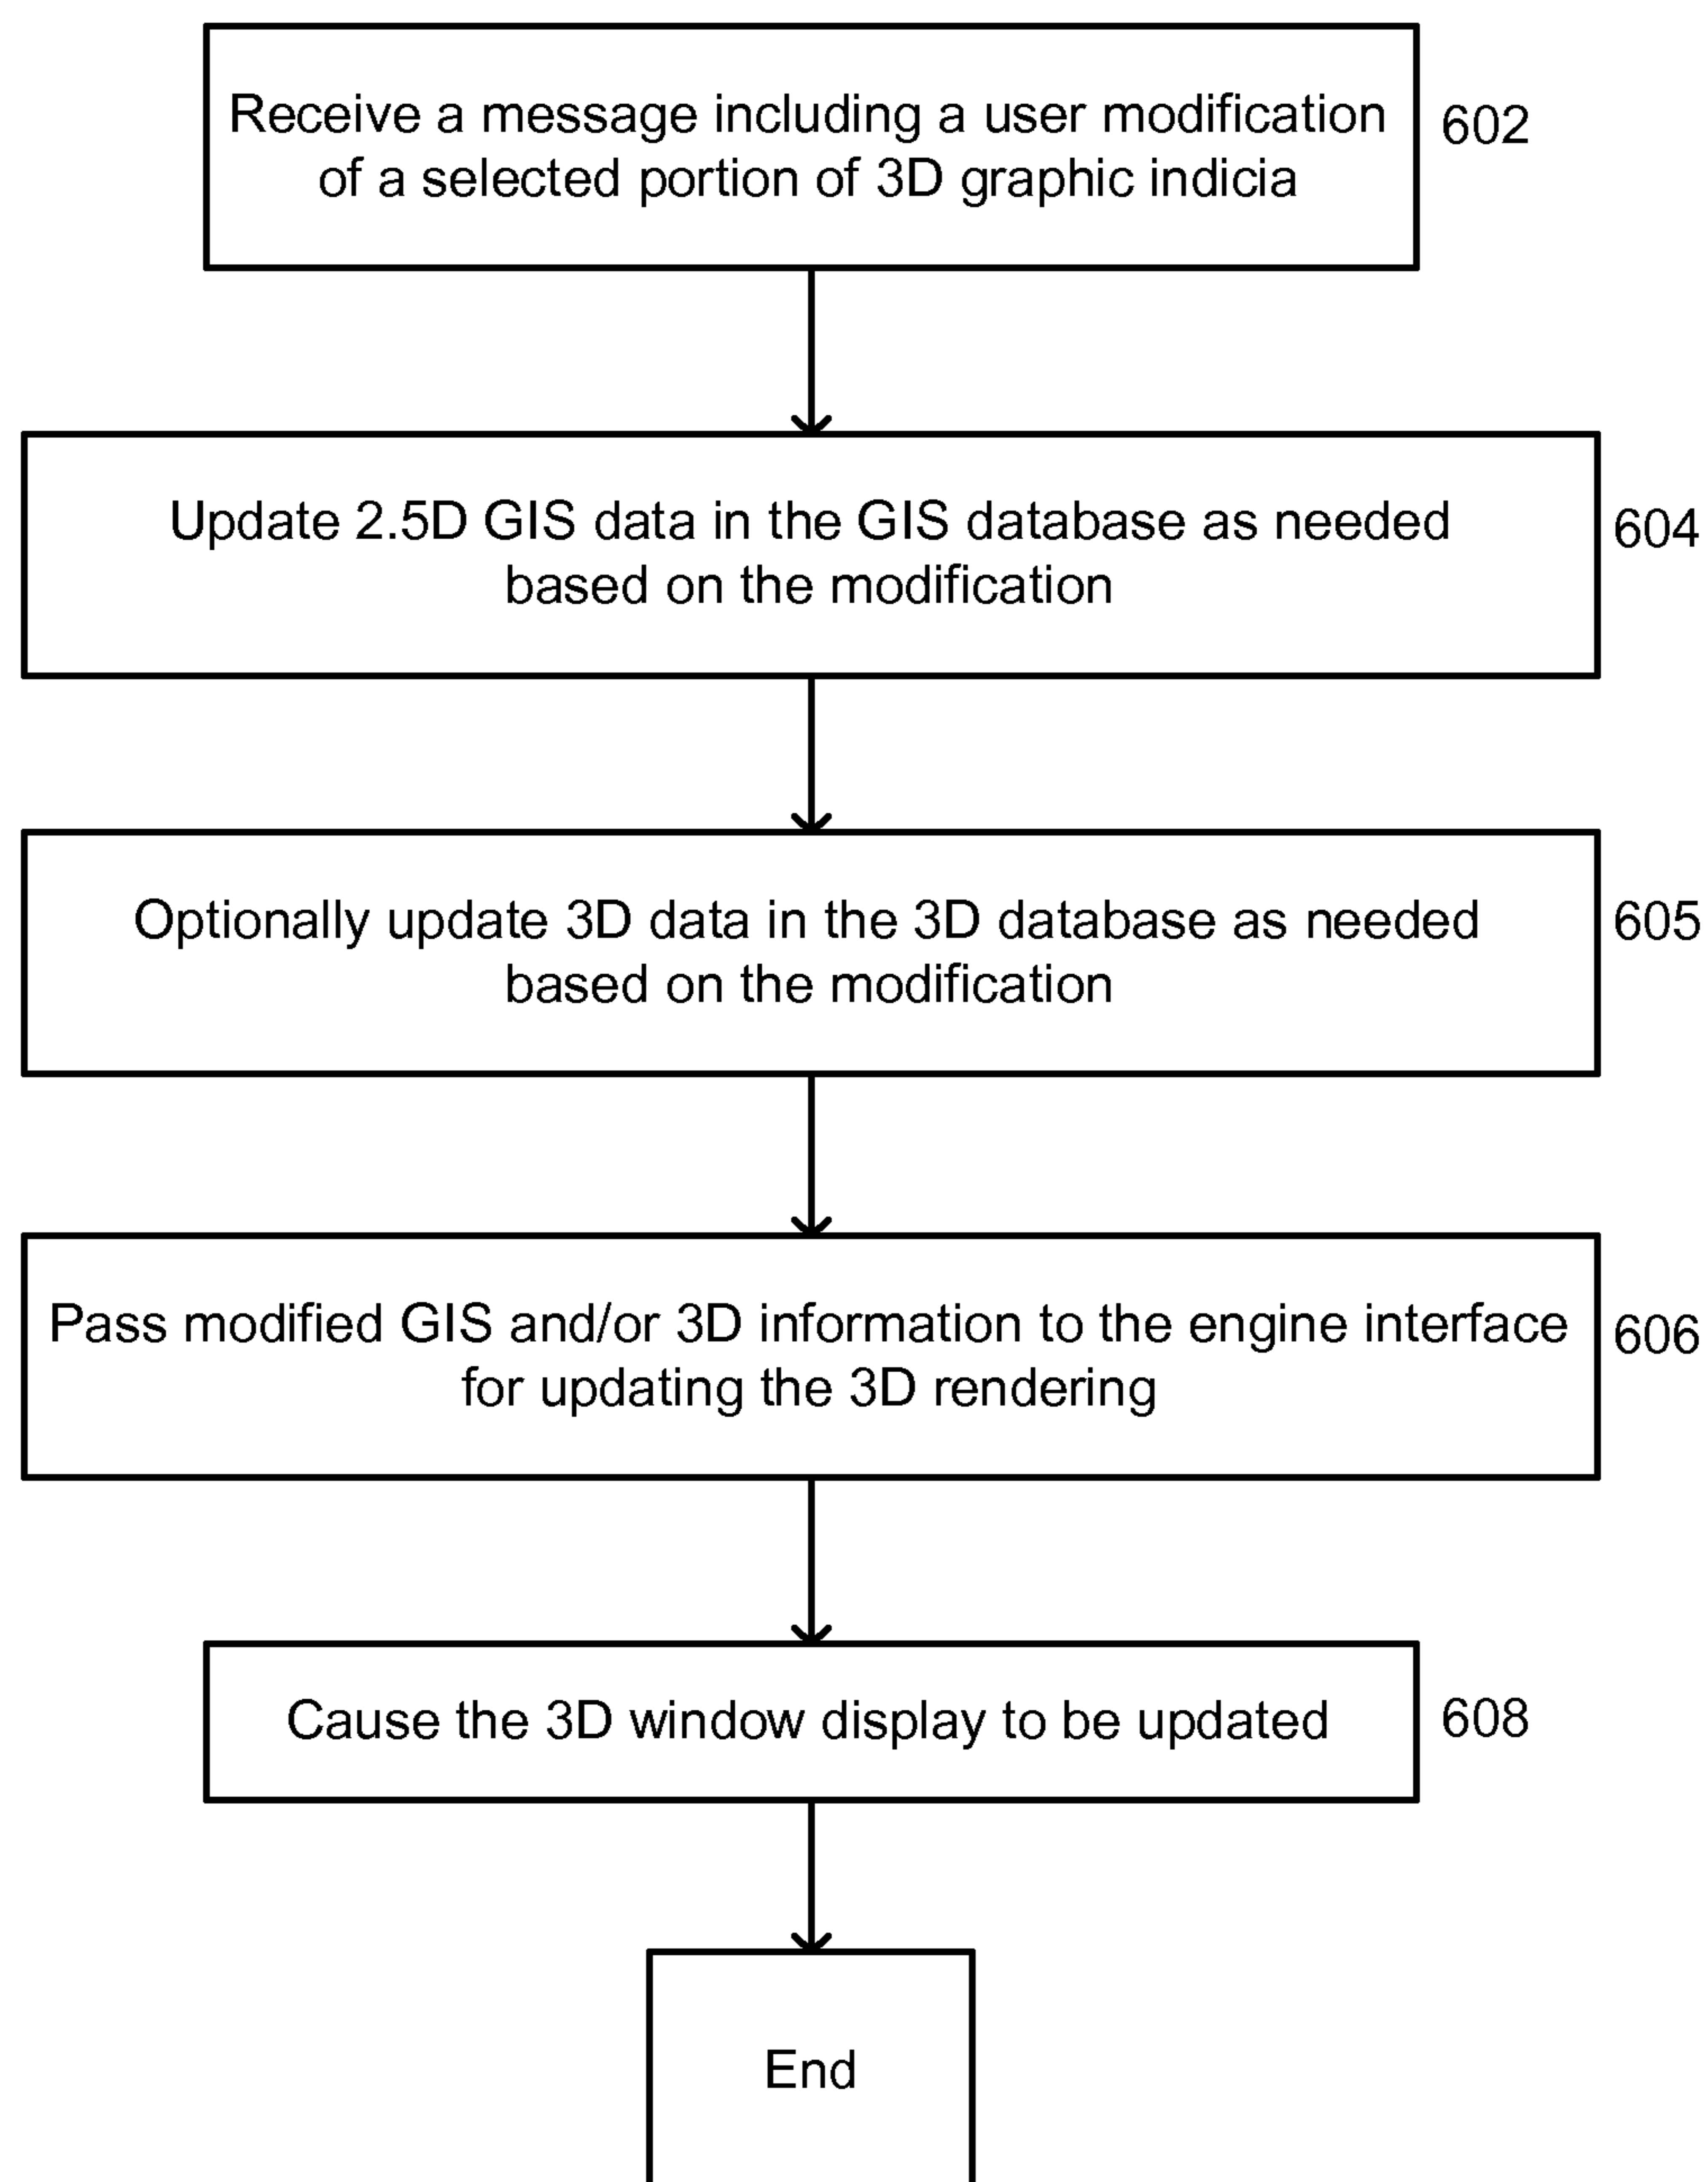 Receive a message including a user modification
of a selected portion of 3D graphic indicia
602
Update 2.5D GIS data in the GIS database as needed
based on the modification
604
Optionally update 3D data in the 3D database as needed
based on the modification
605
Pass modified GIS and/or 3D information to the engine interface
for updating the 3D rendering
606
Cause the 3D window display to be updated
608
End